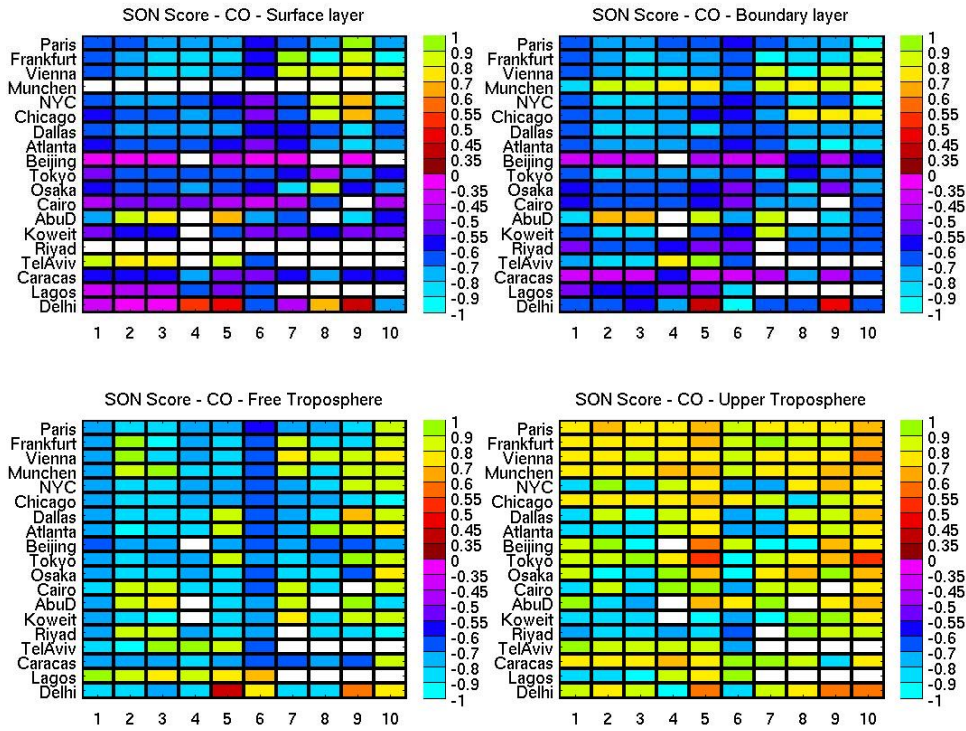 SON Score - CO - Surface layer
Paris
Frankfurt
Vienna
Munchen
NYC
Chicago
Dallas
Atlanta
Beijing
Tokyo
Osaka
Cairo
AbuD
Koweit
Riyad
TelAviv
Caracas
Lagos
Delhi
1 2 3 4 5 6 7 8 9 10
1
0.9
0.8
0.7
0.6
0.55
0.45
0.35
0
-0.35
-0.45
-0.5
-0.55
-0.6
-0.7
-0.8
-0.9
-1
SON Score - CO - Boundary layer
Paris
Frankfurt
Vienna
Munchen
NYC
Chicago
Dallas
Atlanta
Beijing
Tokyo
Osaka
Cairo
AbuD
Koweit
Riyad
TelAviv
Caracas
Lagos
Delhi
1 2 3 4 5 6 7 8 9 10
1
0.9
0.8
0.7
0.6
0.55
0.45
0.35
0
-0.35
-0.45
-0.5
-0.55
-0.6
-0.7
-0.8
-0.9
-1
SON Score - CO - Free Troposphere
Paris
Frankfurt
Vienna
Munchen
NYC
Chicago
Dallas
Atlanta
Beijing
Tokyo
Osaka
Cairo
AbuD
Koweit
Riyad
TelAviv
Caracas
Lagos
Delhi
1 2 3 4 5 6 7 8 9 10
1
0.9
0.8
0.7
0.6
0.55
0.45
0.35
0
-0.35
-0.45
-0.5
-0.55
-0.6
-0.7
-0.8
-0.9
-1
SON Score - CO - Upper Troposphere
Paris
Frankfurt
Vienna
Munchen
NYC
Chicago
Dallas
Atlanta
Beijing
Tokyo
Osaka
Cairo
AbuD
Koweit
Riyad
TelAviv
Caracas
Lagos
Delhi
1 2 3 4 5 6 7 8 9 10
1
0.9
0.8
0.7
0.6
0.55
0.45
0.35
0
-0.35
-0.45
-0.5
-0.55
-0.6
-0.7
-0.8
-0.9
-1